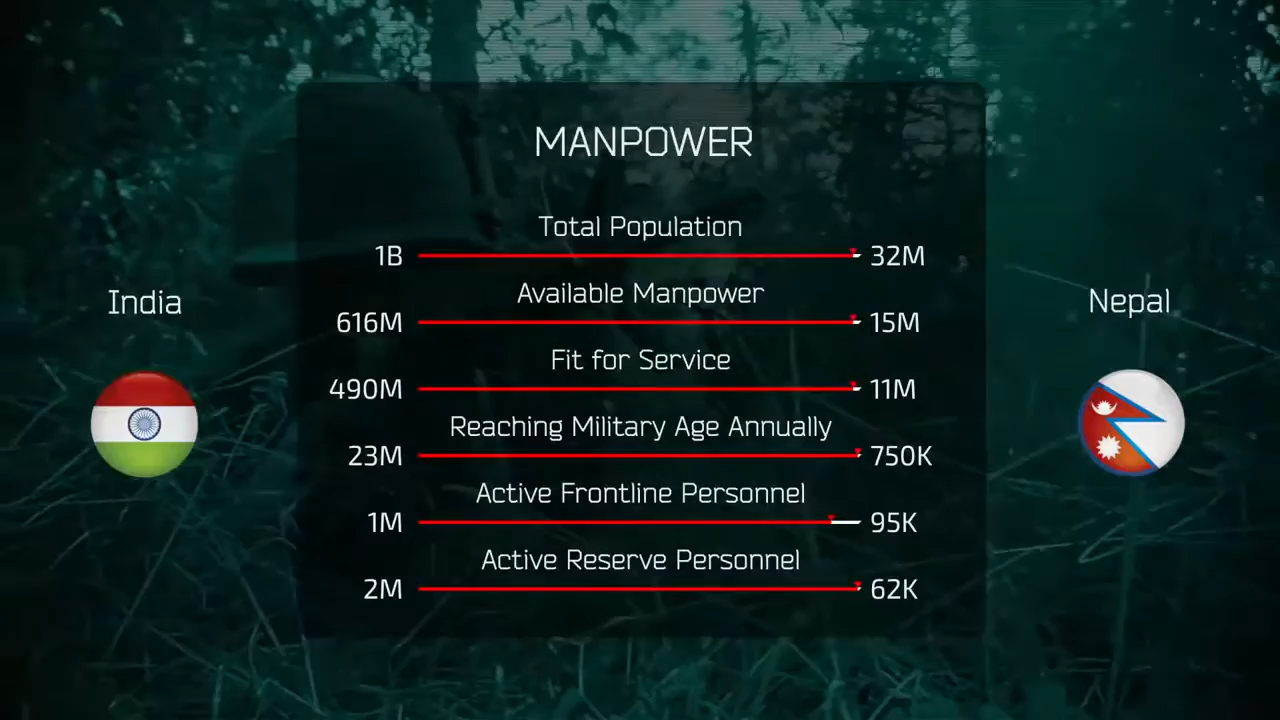 MANPOWER
Total Population
1B 32M
India
Nepal
Available Manpower
616M 15M
Fit for Service
490M 11M
Reaching Military Age Annually
23M 750K
Active Frontline Personnel
1M 95K
Active Reserve Personnel
2M 62K